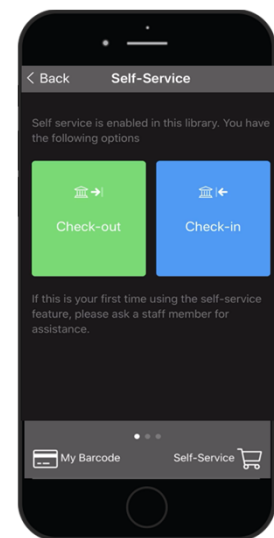 Back
Self-Service
Self service is enabled in this library. You have
the following options
Check-out
Check-in
If this is your first time using the self-service
feature, please ask a staff member for
assistance.
My Barcode
Self-Service